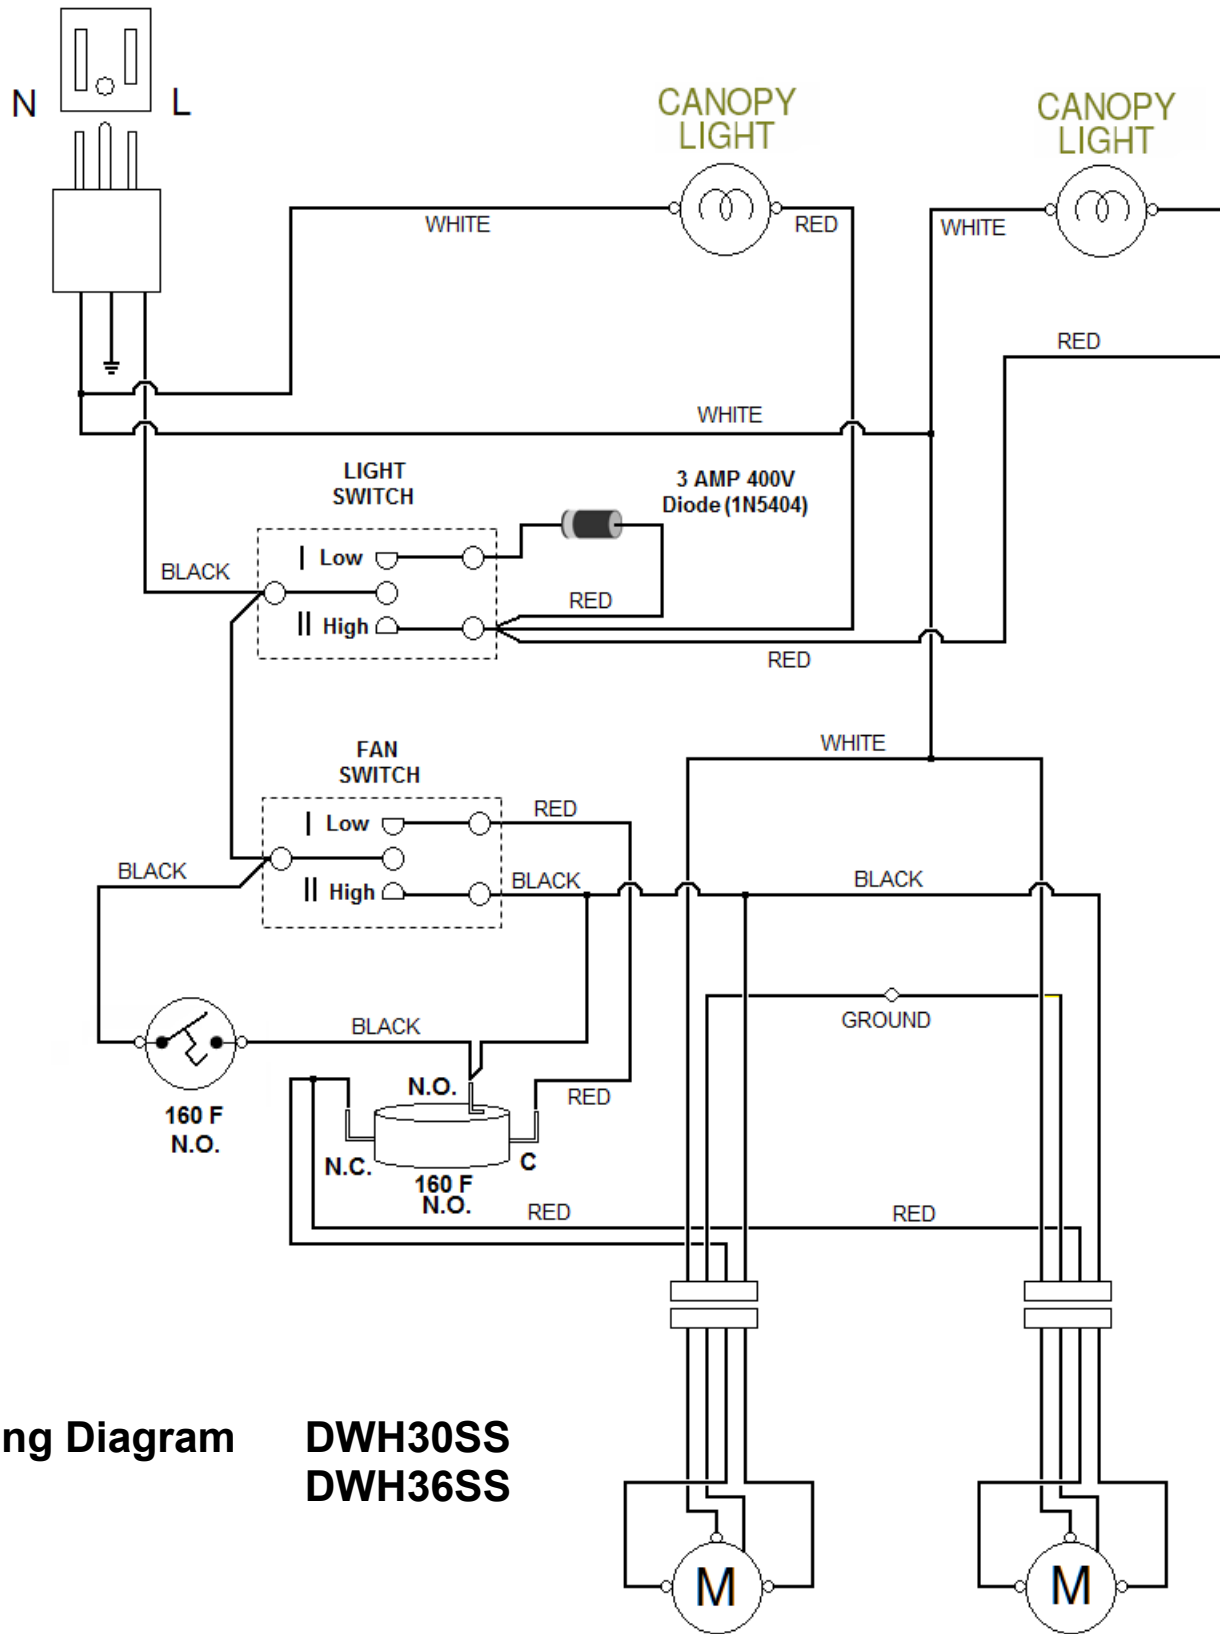 N
L
CANOPY
LIGHT
CANOPY
LIGHT
WHITE
RED
WHITE
RED
WHITE
LIGHT
SWITCH
3 AMP 400V
Diode (1N5404)
BLACK
I Low
RED
II High
RED
WHITE
FAN
SWITCH
I Low
RED
BLACK
II High
BLACK
BLACK
GROUND
BLACK
N.O.
RED
160 F
N.O.
N.C.
C
160 F
N.O.
RED
RED
ng Diagram
DWH30SS
DWH36SS
M
M